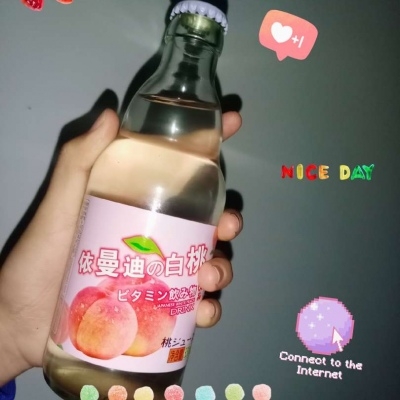 +1
NICE DAY
依曼迪の白桃
ビタミン飲み物
DRINK
桃ジュー
Connect to the
Internet